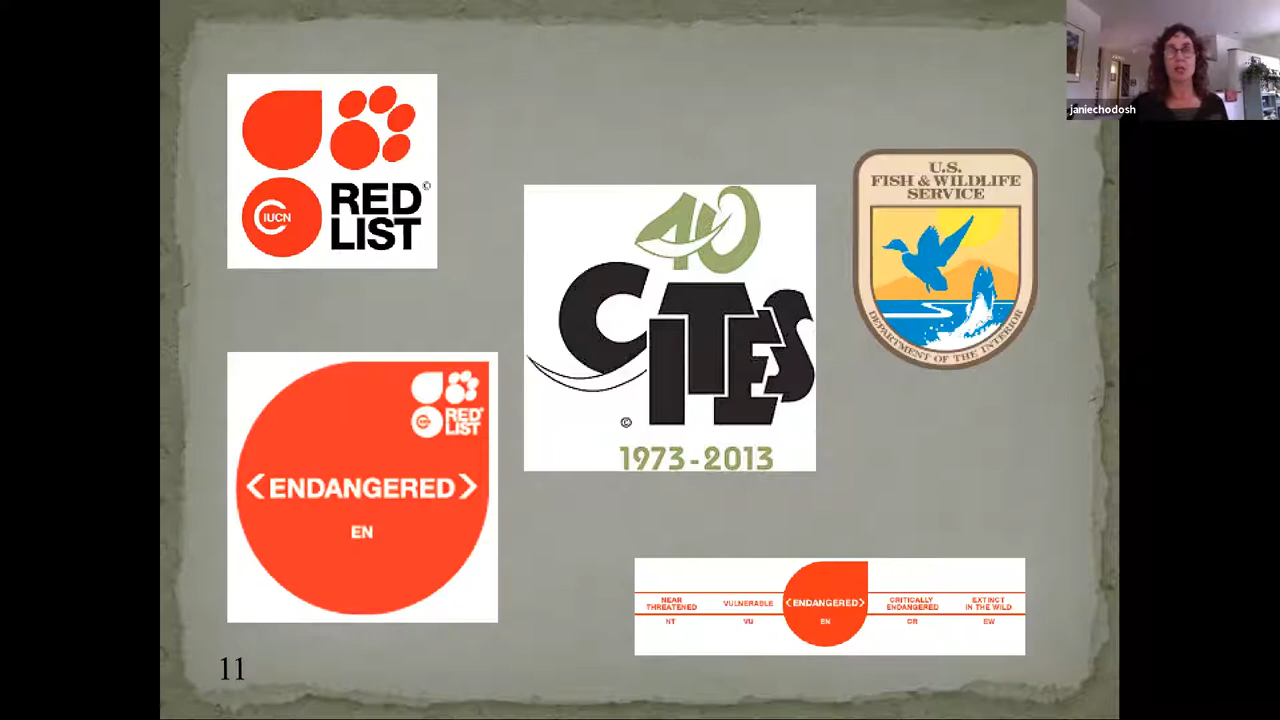 janiechodosh
IUCN
RED
LIST
©
40
CITES
©
1973-2013
U.S.
FISH & WILDLIFE
SERVICE
DEPARTMENT OF THE INTERIOR
RED
LIST
<ENDANGERED>
EN
NEAR
THREATENED
NT
VULNERABLE
VU
<ENDANGERED>
EN
CRITICALLY
ENDANGERED
CR
EXTINCT
IN THE WILD
EW
11